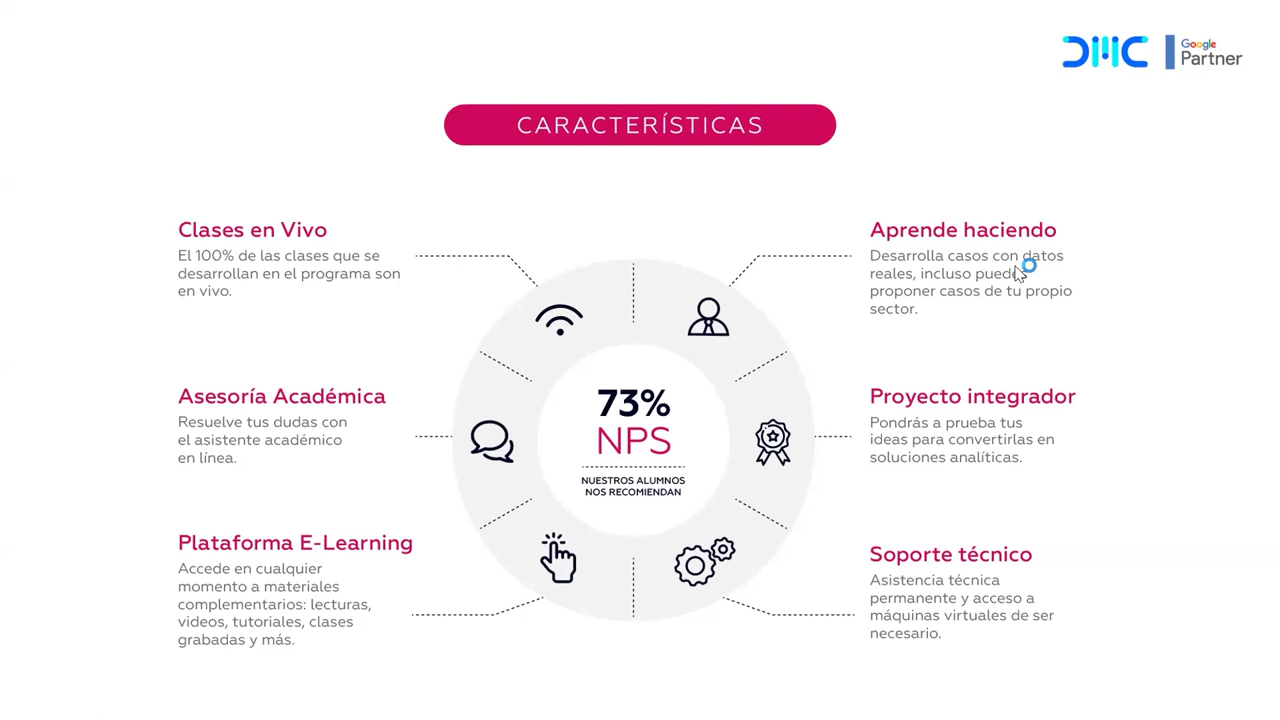 DMC
Google
Partner
CARACTERÍSTICAS
Clases en Vivo
El 100% de las clases que se
desarrollan en el programa son
en vivo.
Asesoría Académica
Resuelve tus dudas con
el asistente académico
en línea.
Plataforma E-Learning
Accede en cualquier
momento a materiales
complementarios: lecturas,
videos, tutoriales, clases
grabadas y más.
73%
NPS
NUESTROS ALUMNOS
NOS RECOMIENDAN
Aprende haciendo
Desarrolla casos con datos
reales, incluso puedes
proponer casos de tu propio
sector.
Proyecto integrador
Pondrás a prueba tus
ideas para convertirlas en
soluciones analíticas.
Soporte técnico
Asistencia técnica
permanente y acceso a
máquinas virtuales de ser
necesario.